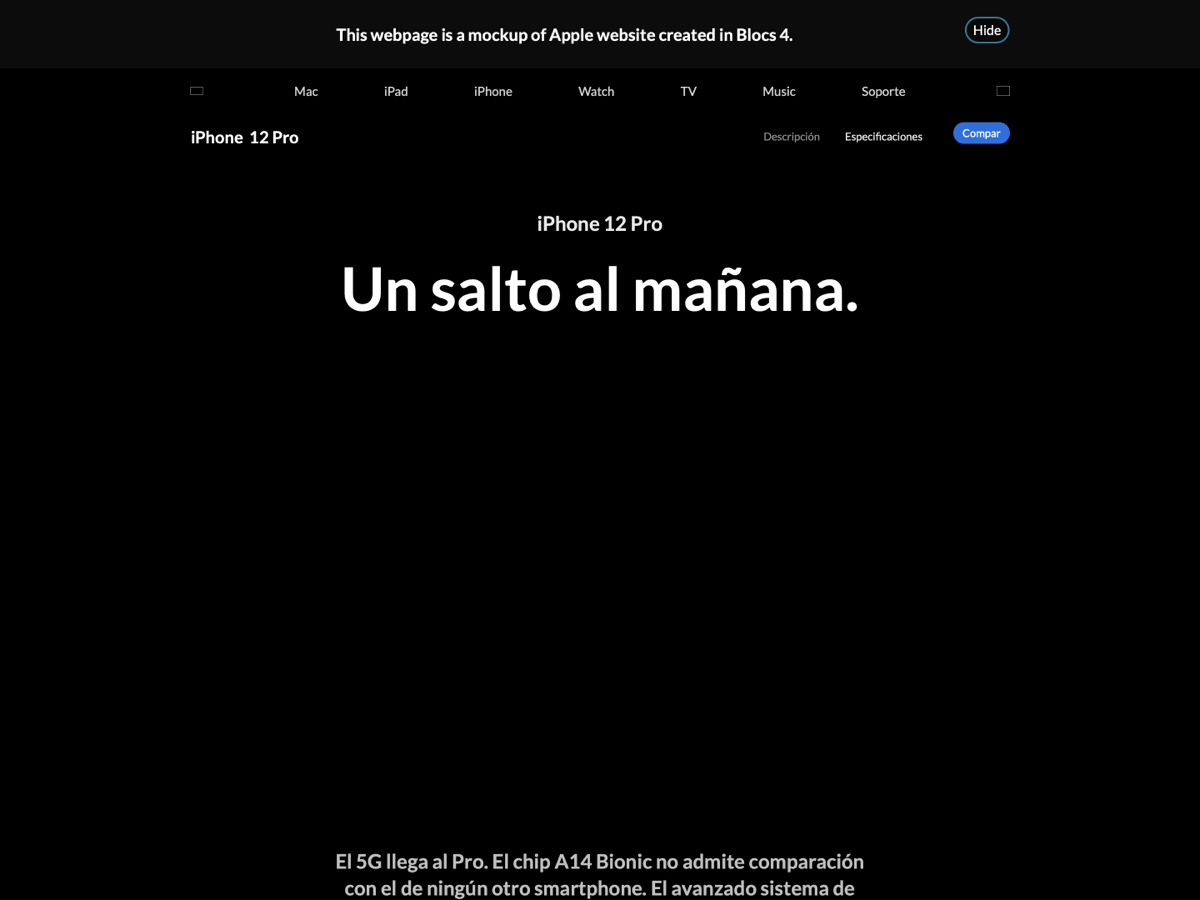 This webpage is a mockup of Apple website created in Blocs 4.
Hide
Mac iPad iPhone Watch TV Music Soporte
iPhone 12 Pro
Descripción Especificaciones Compar
iPhone 12 Pro
Un salto al mañana.
El 5G llega al Pro. El chip A14 Bionic no admite comparación
con el de ningún otro smartphone. El avanzado sistema de